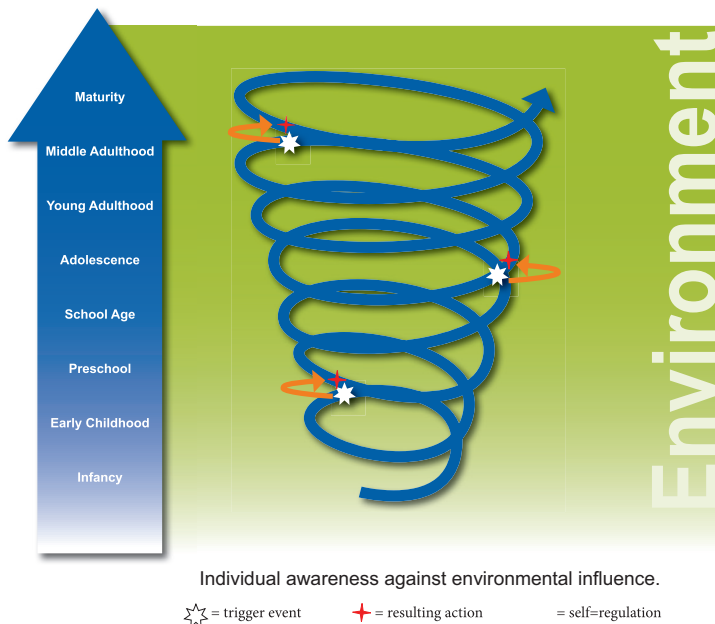 Maturity
Middle Adulthood
Young Adulthood
Adolescence
School Age
Preschool
Early Childhood
Infancy
Environment
Individual awareness against environmental influence.
= trigger event
= resulting action
= self=regulation